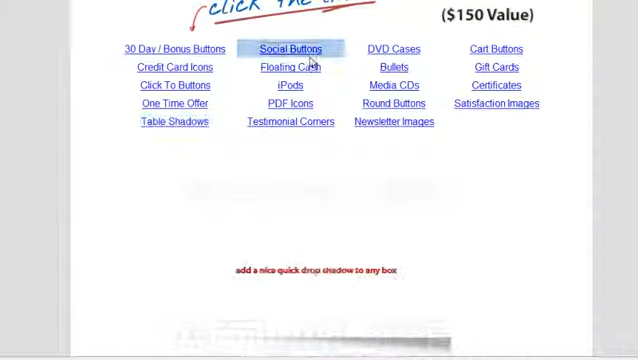 click the
($150 Value)
30 Day / Bonus Buttons Social Buttons DVD Cases Cart Buttons
Credit Card Icons Floating Cash Bullets Gift Cards
Click To Buttons iPods Media CDs Certificates
One Time Offer PDF Icons Round Buttons Satisfaction Images
Table Shadows Testimonial Corners Newsletter Images
add a nice quick drop shadow to any box